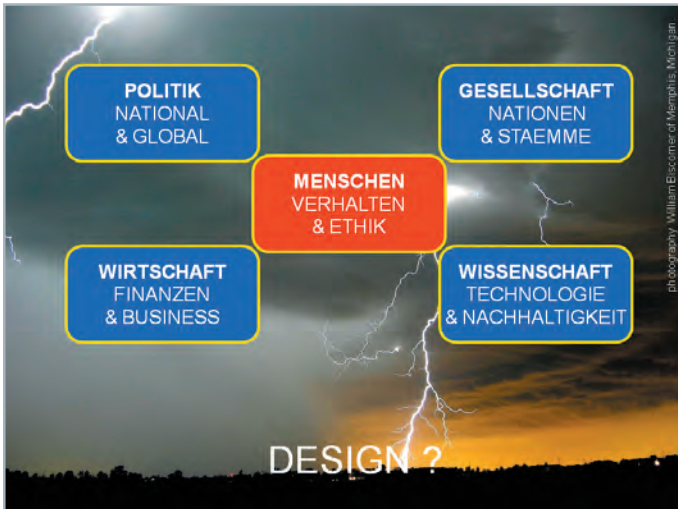 POLITIK
NATIONAL
& GLOBAL
GESELLSCHAFT
NATIONEN
& STAEMME
MENSCHEN
VERHALTEN
& ETHIK
WIRTSCHAFT
FINANZEN
& BUSINESS
WISSENSCHAFT
TECHNOLOGIE
& NACHHALTIGKEIT
DESIGN ?
photography William Biscorner of Memphis, Michigan